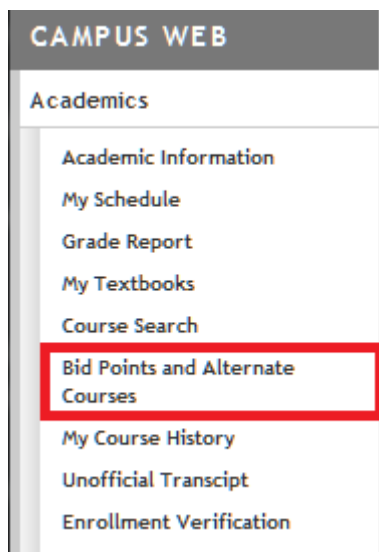 CAMPUS WEB
Academics
Academic Information
My Schedule
Grade Report
My Textbooks
Course Search
Bid Points and Alternate
Courses
My Course History
Unofficial Transcipt
Enrollment Verification